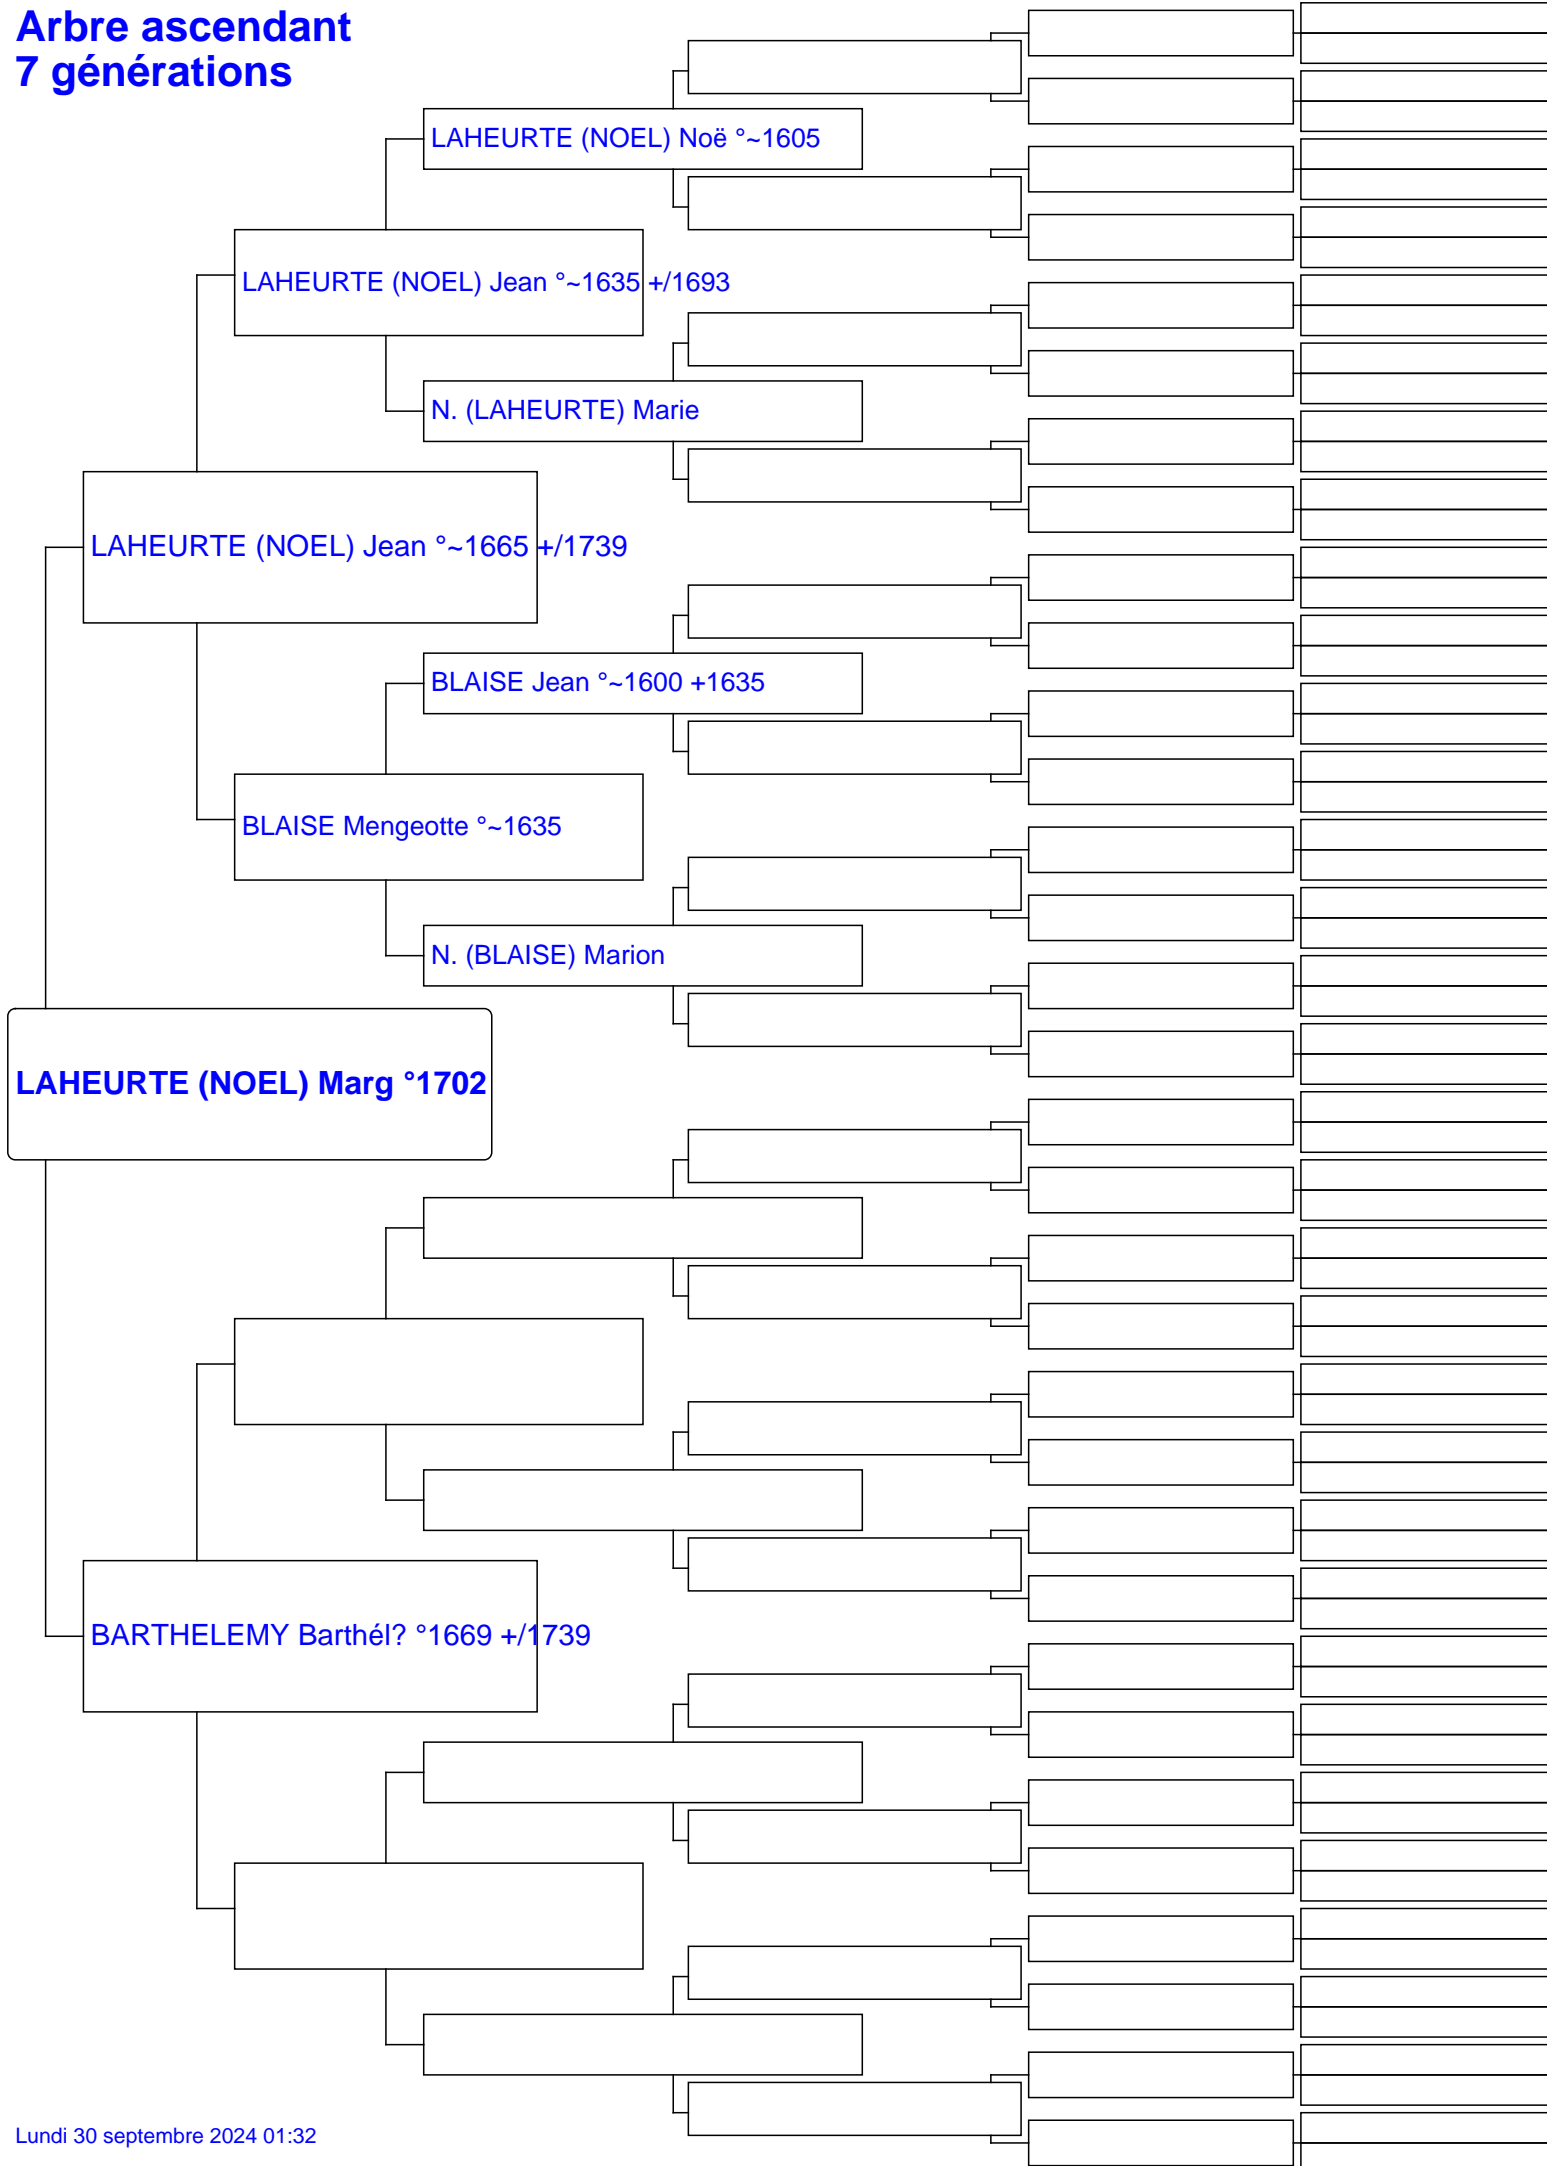 Arbre ascendant
7 générations
LAHEURTE (NOEL) Noë °~1605
LAHEURTE (NOEL) Jean °~1635 +/1693
N. (LAHEURTE) Marie
LAHEURTE (NOEL) Jean °~1665 +/1739
BLAISE Jean °~1600 +1635
BLAISE Mengeotte °~1635
N. (BLAISE) Marion
LAHEURTE (NOEL) Marg °1702
BARTHELEMY Barthél? °1669 +/1739
Lundi 30 septembre 2024 01:32